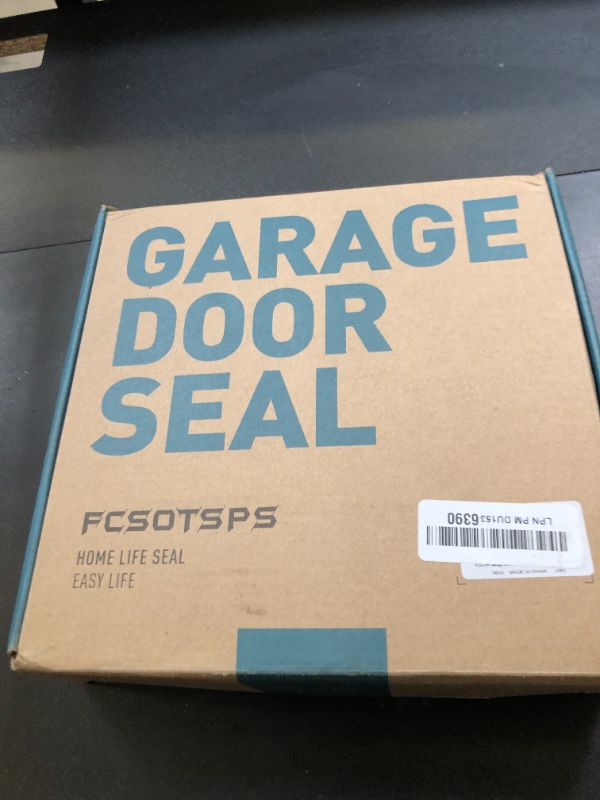 GARAGE
DOOR
SEAL
FCSOTSPS
HOME LIFE SEAL
EASY LIFE
LPN PM DU153 6390
NEW MADE IN CHINA